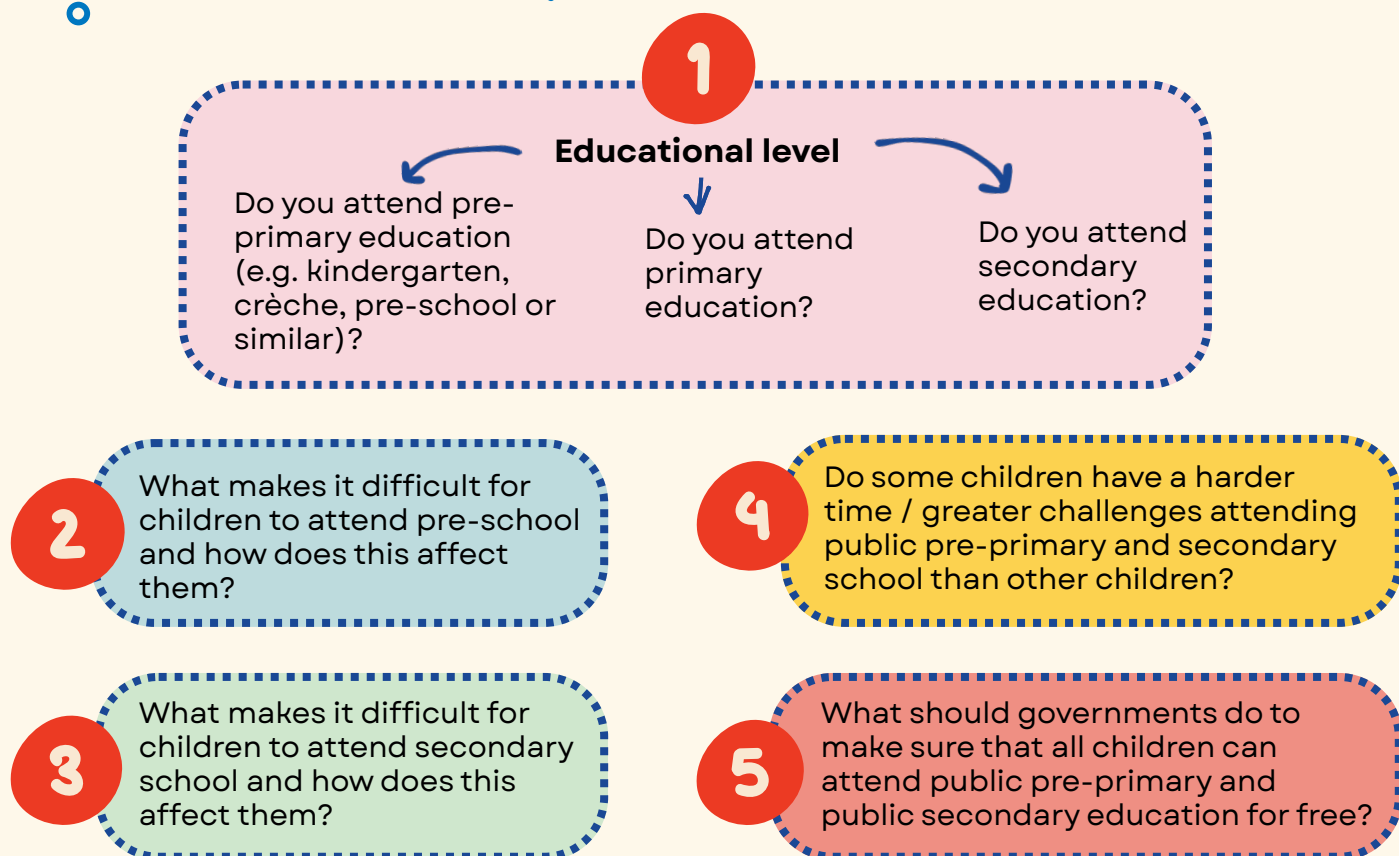 1
Educational level
Do you attend pre-
primary education
(e.g. kindergarten,
crèche, pre-school or
similar)?
Do you attend
primary
education?
Do you attend
secondary
education?
2
What makes it difficult for
children to attend pre-school
and how does this affect
them?
3
What makes it difficult for
children to attend secondary
school and how does this
affect them?
4
Do some children have a harder
time / greater challenges attending
public pre-primary and secondary
school than other children?
5
What should governments do to
make sure that all children can
attend public pre-primary and
public secondary education for free?